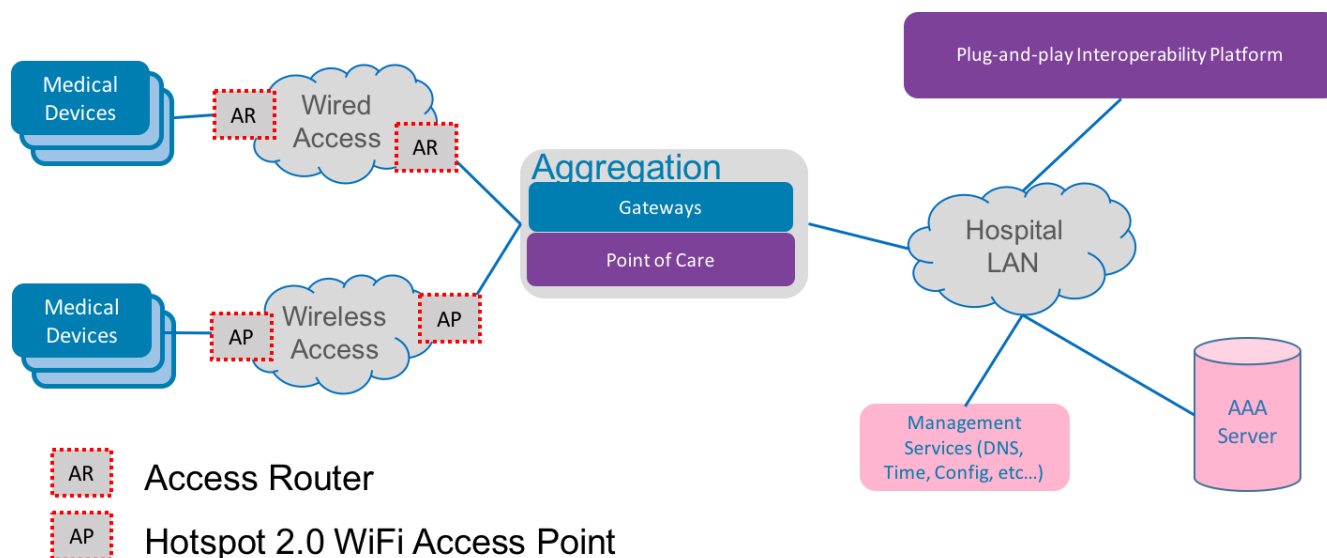 Plug-and-play Interoperability Platform
Medical
Devices
AR
Wired
Access
AR
Aggregation
Gateways
Point of Care
Hospital
LAN
Medical
Devices
AP
Wireless
Access
AP
Management
Services (DNS,
Time, Config, etc...)
AAA
Server
AR
Access Router
AP
Hotspot 2.0 WiFi Access Point